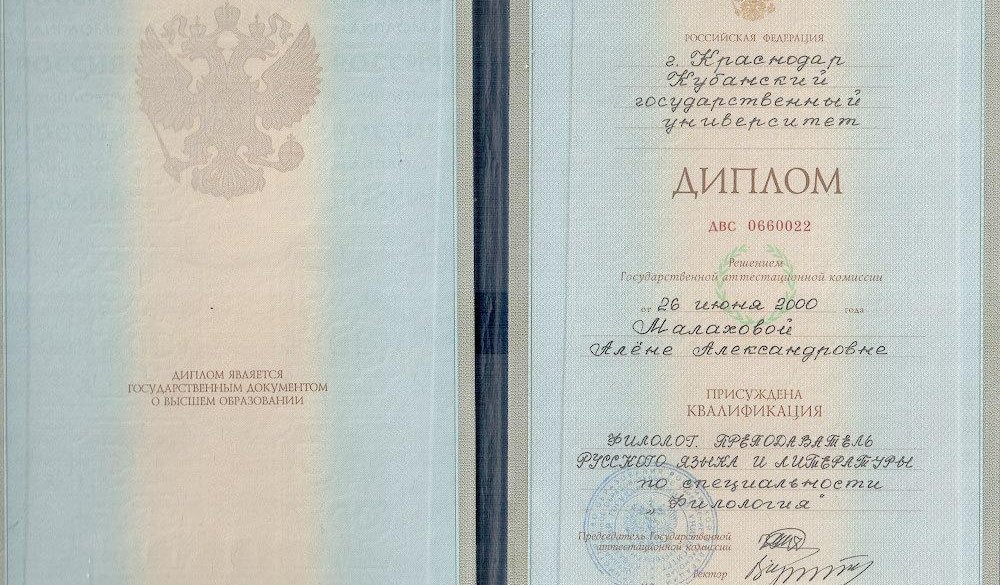 ДИПЛОМ ЯВЛЯЕТСЯ
ГОСУДАРСТВЕННЫМ ДОКУМЕНТОМ
О ВЫСШЕМ ОБРАЗОВАНИИ
РОССИЙСКАЯ ФЕДЕРАЦИЯ
г. Краснодар
Кубанский
государственный
университет
ДИПЛОМ
ДВС 0660022
Решением
Государственной аттестационной комиссии
от 26 июня 2000 года
Малаховой
Алёне Александровне
ПРИСУЖДЕНА
КВАЛИФИКАЦИЯ
ФИЛОЛОГ. ПРЕПОДАВАТЕЛЬ
РУССКОГО ЯЗЫКА И ЛИТЕРАТУРЫ
по специальности
„Филология"
Председатель Государственной
аттестационной комиссии
Ректор